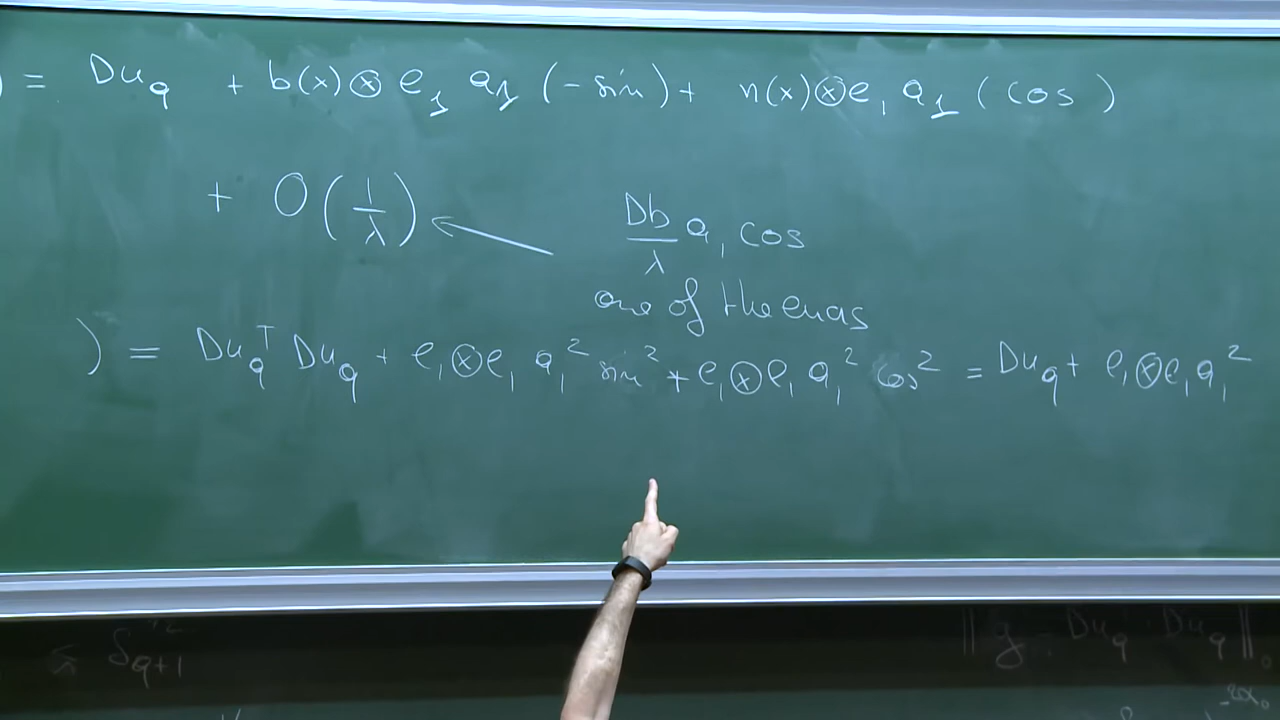 ) = Du_q + b(x)⊗e_1 a_1 (-sin) + n(x)⊗e_1 a_1 (cos )
+ O(1/λ) ← Db/λ a_1 cos
one of the
) = Du_q^T Du_q + e_1⊗e_1 a_1^2 sin^2 + e_1⊗e_1 a_1^2 cos^2 = Du_q + e_1⊗e_1 a_1^2
≤ δ_{q+1}^{1/2} ‖g - Du_q · Du_q‖_0